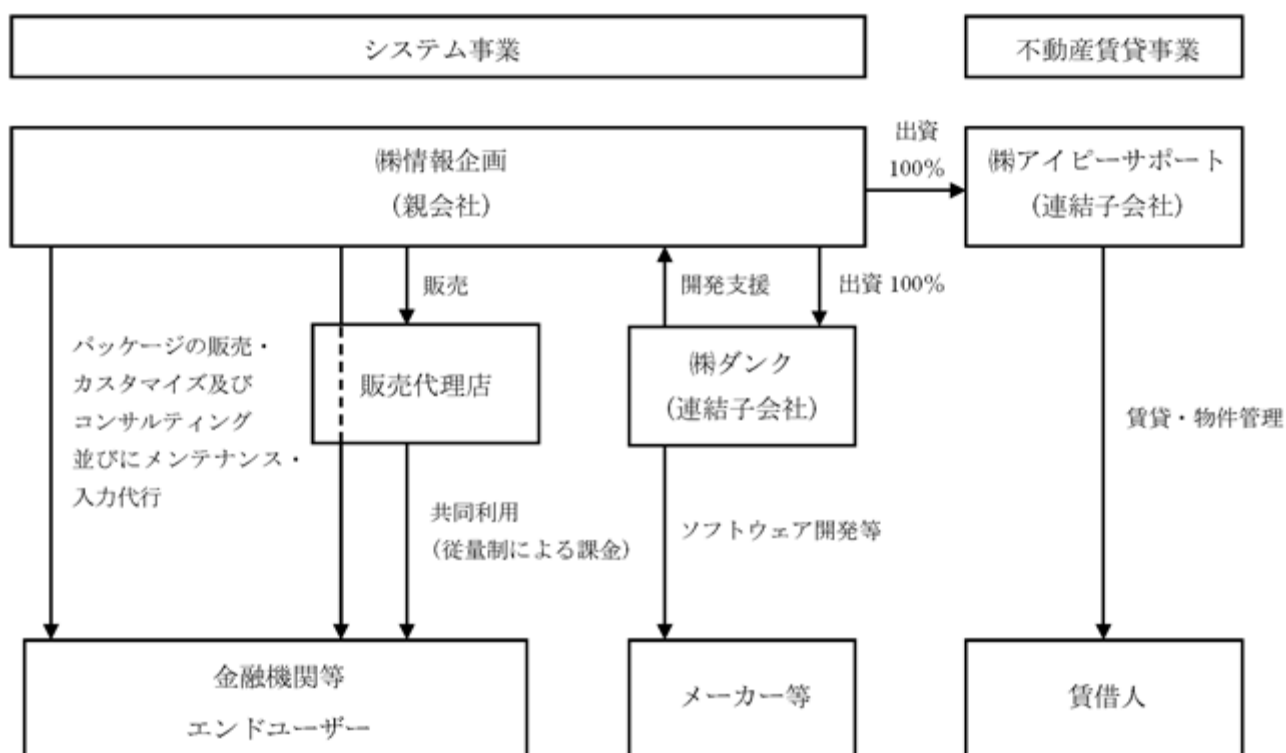 システム事業
不動産賃貸事業
㈱情報企画
(親会社)
出資
100%
㈱アイピーサポート
(連結子会社)
販売
開発支援
出資 100%
パッケージの販売・
カスタマイズ及び
コンサルティング
並びにメンテナンス・
入力代行
販売代理店
㈱ダンク
(連結子会社)
賃貸・物件管理
共同利用
(従量制による課金)
ソフトウェア開発等
金融機関等
エンドユーザー
メーカー等
賃借人